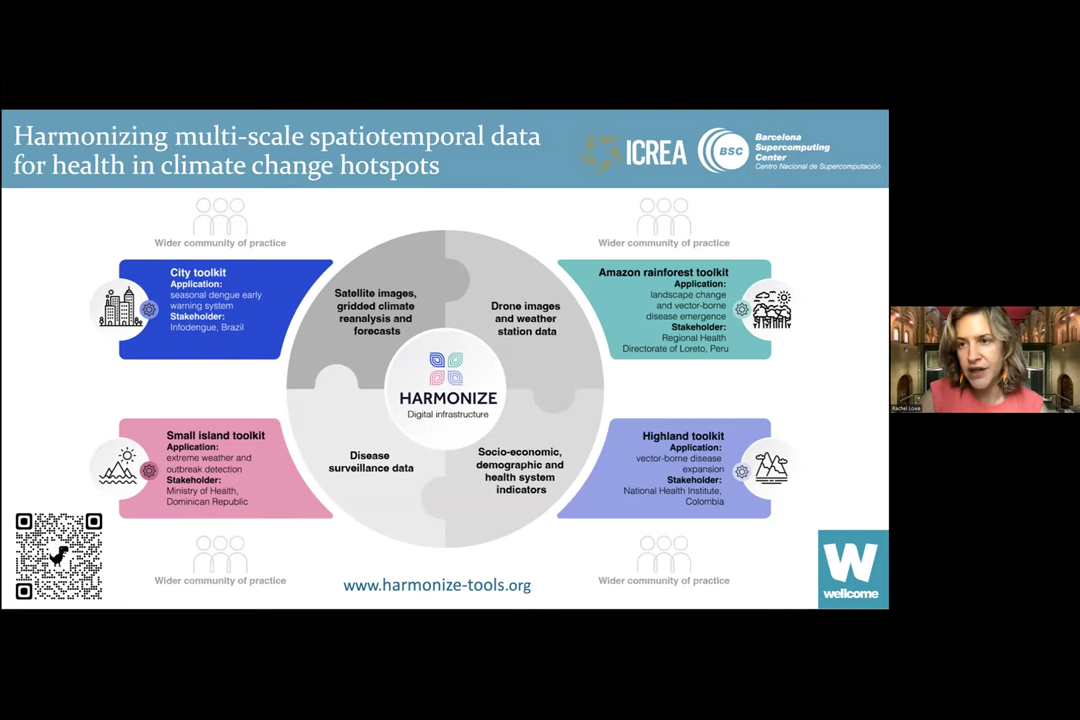 Harmonizing multi-scale spatiotemporal data
for health in climate change hotspots
ICREA
BSC
Barcelona
Supercomputing
Center
Centro Nacional de Supercomputación
Wider community of practice
Wider community of practice
City toolkit
Application:
seasonal dengue early
warning system
Stakeholder:
Infodengue, Brazil
Satellite images,
gridded climate
reanalysis and
forecasts
Drone images
and weather
station data
Amazon rainforest toolkit
Application:
landscape change
and vector-borne
disease emergence
Stakeholder:
Regional Health
Directorate of Loreto, Peru
HARMONIZE
Digital infrastructure
Rachel Lowe
Small island toolkit
Application:
extreme weather and
outbreak detection
Stakeholder:
Ministry of Health,
Dominican Republic
Disease
surveillance data
Socio-economic,
demographic and
health system
indicators
Highland toolkit
Application:
vector-borne disease
expansion
Stakeholder:
National Health Institute,
Colombia
Wider community of practice
www.harmonize-tools.org
Wider community of practice
W
wellcome